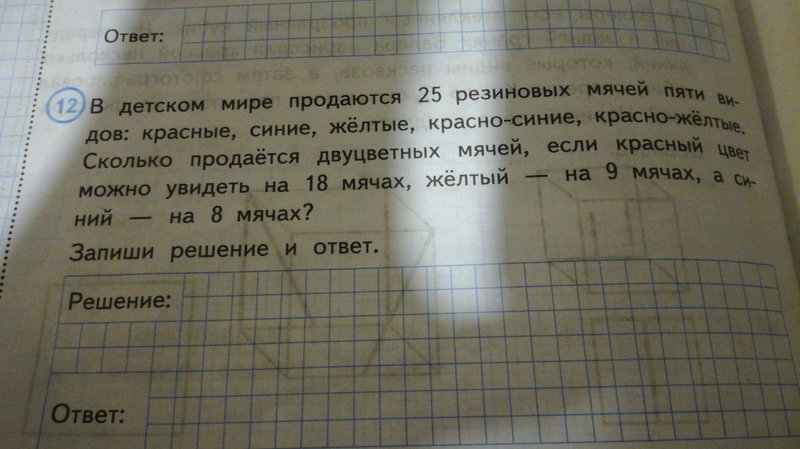 Ответ:
12 В детском мире продаются 25 резиновых мячей пяти ви-
дов: красные, синие, жёлтые, красно-синие, красно-жёлтые.
Сколько продаётся двуцветных мячей, если красный цвет
можно увидеть на 18 мячах, жёлтый — на 9 мячах, а си-
ний — на 8 мячах?
Запиши решение и ответ.
Решение:
Ответ: